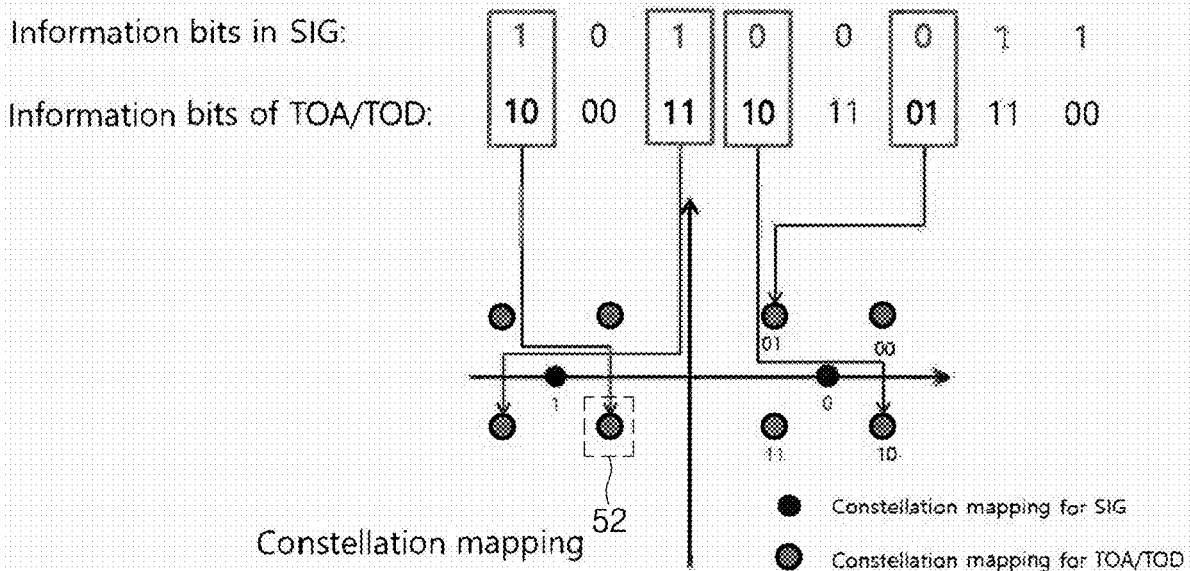 Information bits in SIG: 1 0 1 0 0 0 1 1
Information bits of TOA/TOD: 10 00 11 10 11 01 11 00
01 00
1 0
11 10
52
Constellation mapping for SIG
Constellation mapping
Constellation mapping for TOA/TOD